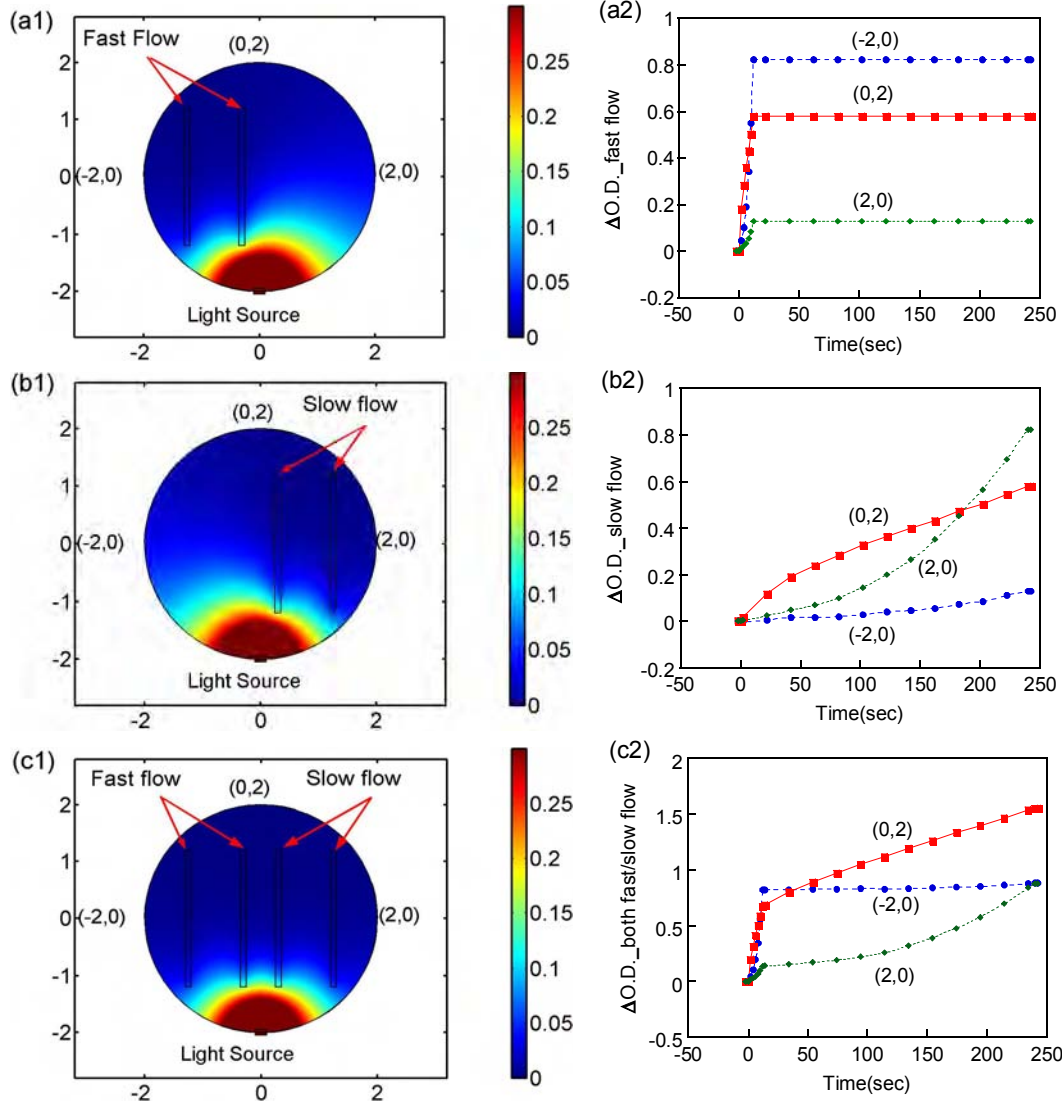 (a1)
Fast Flow
(0,2)
2
1
0
-1
-2
(-2,0)
(2,0)
Light Source
-2 0 2
0.25
0.2
0.15
0.1
0.05
0
(a2)
ΔO.D._fast flow
1
0.8
0.6
0.4
0.2
0
-0.2
(-2,0)
(0,2)
(2,0)
-50 0 50 100 150 200 250
Time(sec)
(b1)
Slow flow
(0,2)
2
1
0
-1
-2
(-2,0)
(2,0)
Light Source
-2 0 2
0.25
0.2
0.15
0.1
0.05
0
(b2)
ΔO.D._slow flow
1
0.8
0.6
0.4
0.2
0
-0.2
(0,2)
(2,0)
(-2,0)
-50 0 50 100 150 200 250
Time(sec)
(c1)
Fast flow
Slow flow
(0,2)
2
1
0
-1
-2
(-2,0)
(2,0)
Light Source
-2 0 2
0.25
0.2
0.15
0.1
0.05
0
(c2)
ΔO.D._both fast/slow flow
2
1.5
1
0.5
0
-0.5
(0,2)
(-2,0)
(2,0)
-50 0 50 100 150 200 250
Time(sec)